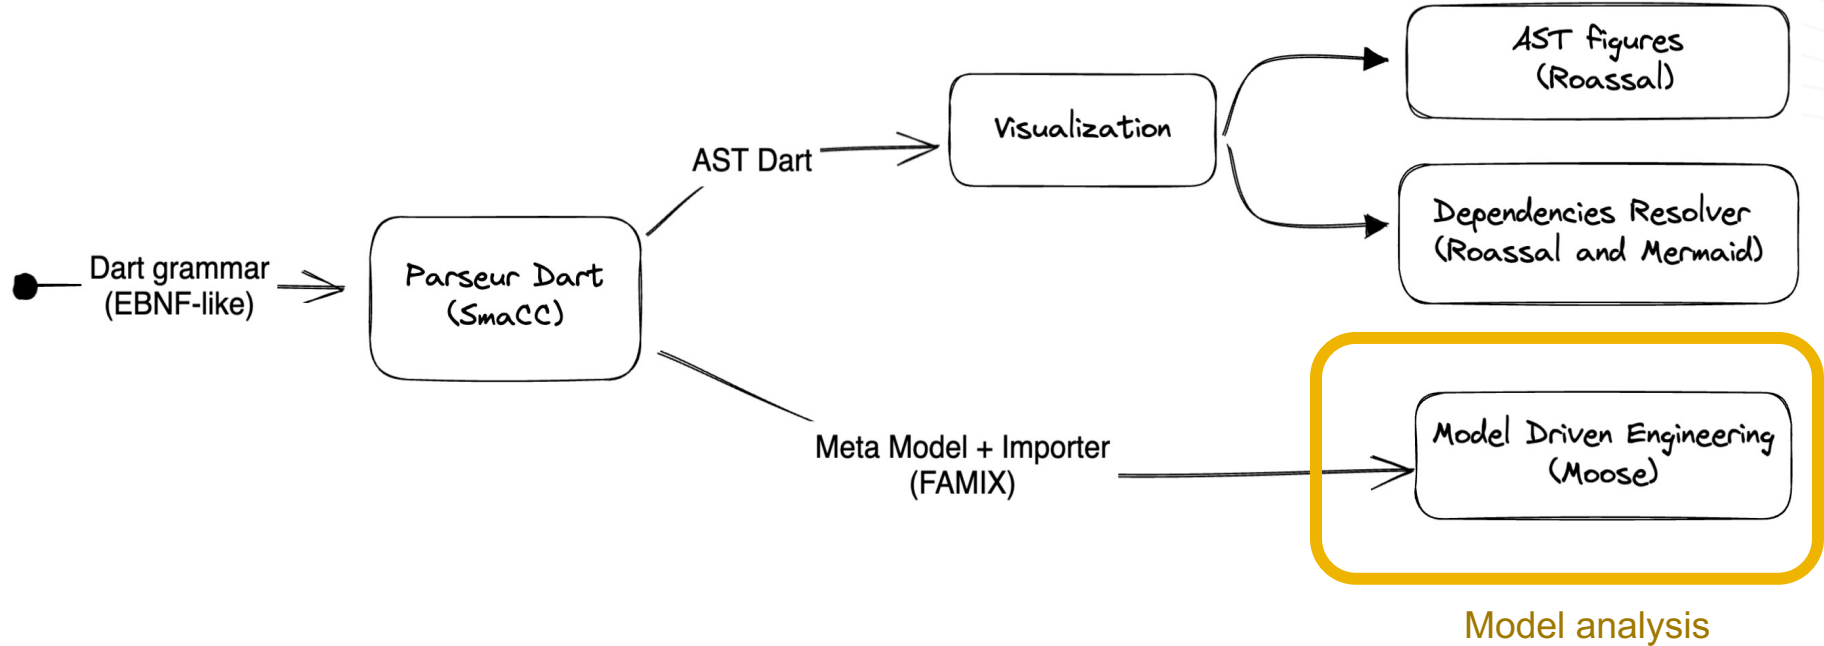 Dart grammar
(EBNF-like)
Parseur Dart
(SmaCC)
AST Dart
Visualization
AST figures
(Roassal)
Dependencies Resolver
(Roassal and Mermaid)
Meta Model + Importer
(FAMIX)
Model Driven Engineering
(Moose)
Model analysis